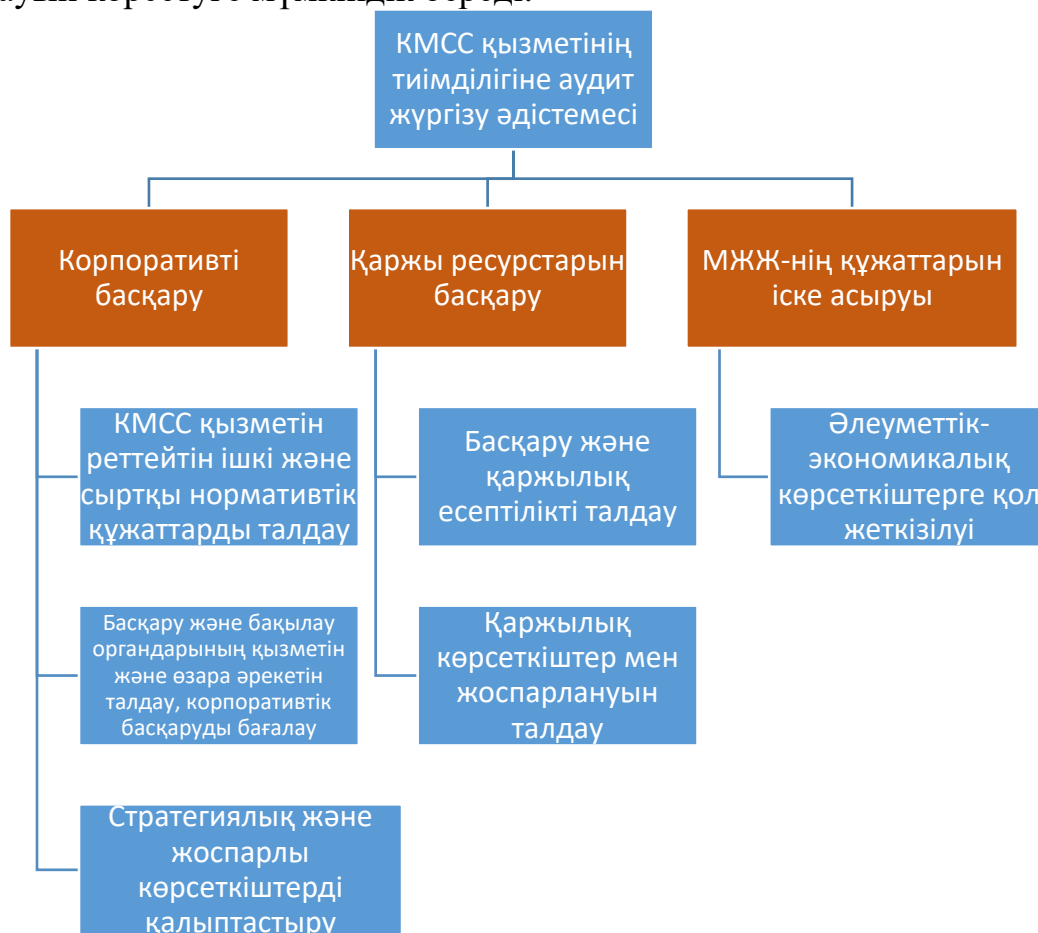 КМСС қызметінің
тиімділігіне аудит
жүргізу әдістемесі
Корпоративті
басқару
Қаржы ресурстарын
басқару
МЖЖ-нің құжаттарын
іске асыруы
КМСС қызметін
реттейтін ішкі және
сыртқы нормативтік
құжаттарды талдау
Басқару және бақылау
органдарының қызметін
және өзара әрекетін
талдау, корпоративтік
басқаруды бағалау
Стратегиялық және
жоспарлы
көрсеткіштерді
қалыптастыру
Басқару және
қаржылық
есептілікті талдау
Қаржылық
көрсеткіштер мен
жоспарлануын
талдау
Әлеуметтік-
экономикалық
көрсеткіштерге қол
жеткізілуі